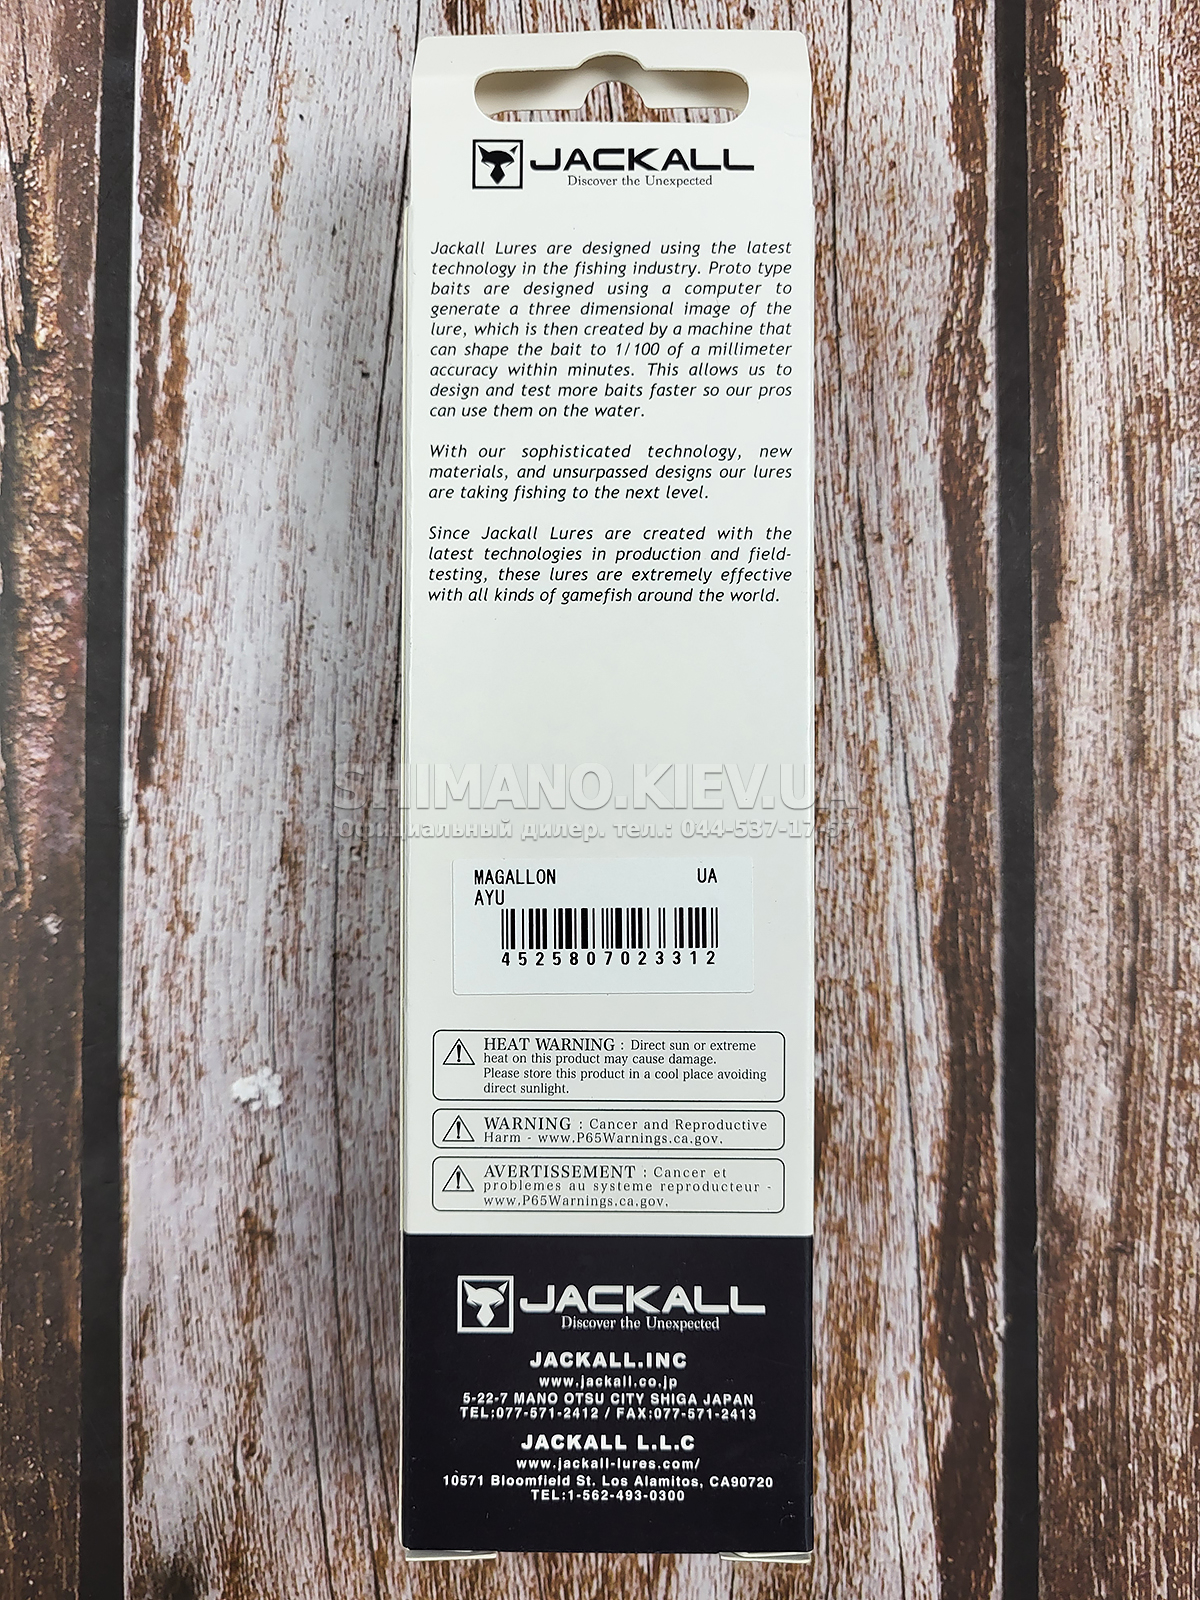 JACKALL
Discover the Unexpected
Jackall Lures are designed using the latest
technology in the fishing industry. Proto type
baits are designed using a computer to
generate a three dimensional image of the
lure, which is then created by a machine that
can shape the bait to 1/100 of a millimeter
accuracy within minutes. This allows us to
design and test more baits faster so our pros
can use them on the water.
With our sophisticated technology, new
materials, and unsurpassed designs our lures
are taking fishing to the next level.
Since Jackall Lures are created with the
latest technologies in production and field-
testing, these lures are extremely effective
with all kinds of gamefish around the world.
SHIMANO.KIEV.UA
Официальный дилер. тел.: 044-537-17-57
MAGALLON UA
AYU
4525807023312
HEAT WARNING : Direct sun or extreme
heat on this product may cause damage.
Please store this product in a cool place avoiding
direct sunlight.
WARNING : Cancer and Reproductive
Harm - www.P65Warnings.ca.gov.
AVERTISSEMENT : Cancer et
problemes au systeme reproducteur -
www.P65Warnings.ca.gov.
JACKALL
Discover the Unexpected
JACKALL.INC
www.jackall.co.jp
5-22-7 MANO OTSU CITY SHIGA JAPAN
TEL:077-571-2412 / FAX:077-571-2413
JACKALL L.L.C
www.jackall-lures.com/
10571 Bloomfield St. Los Alamitos, CA90720
TEL:1-562-493-0300